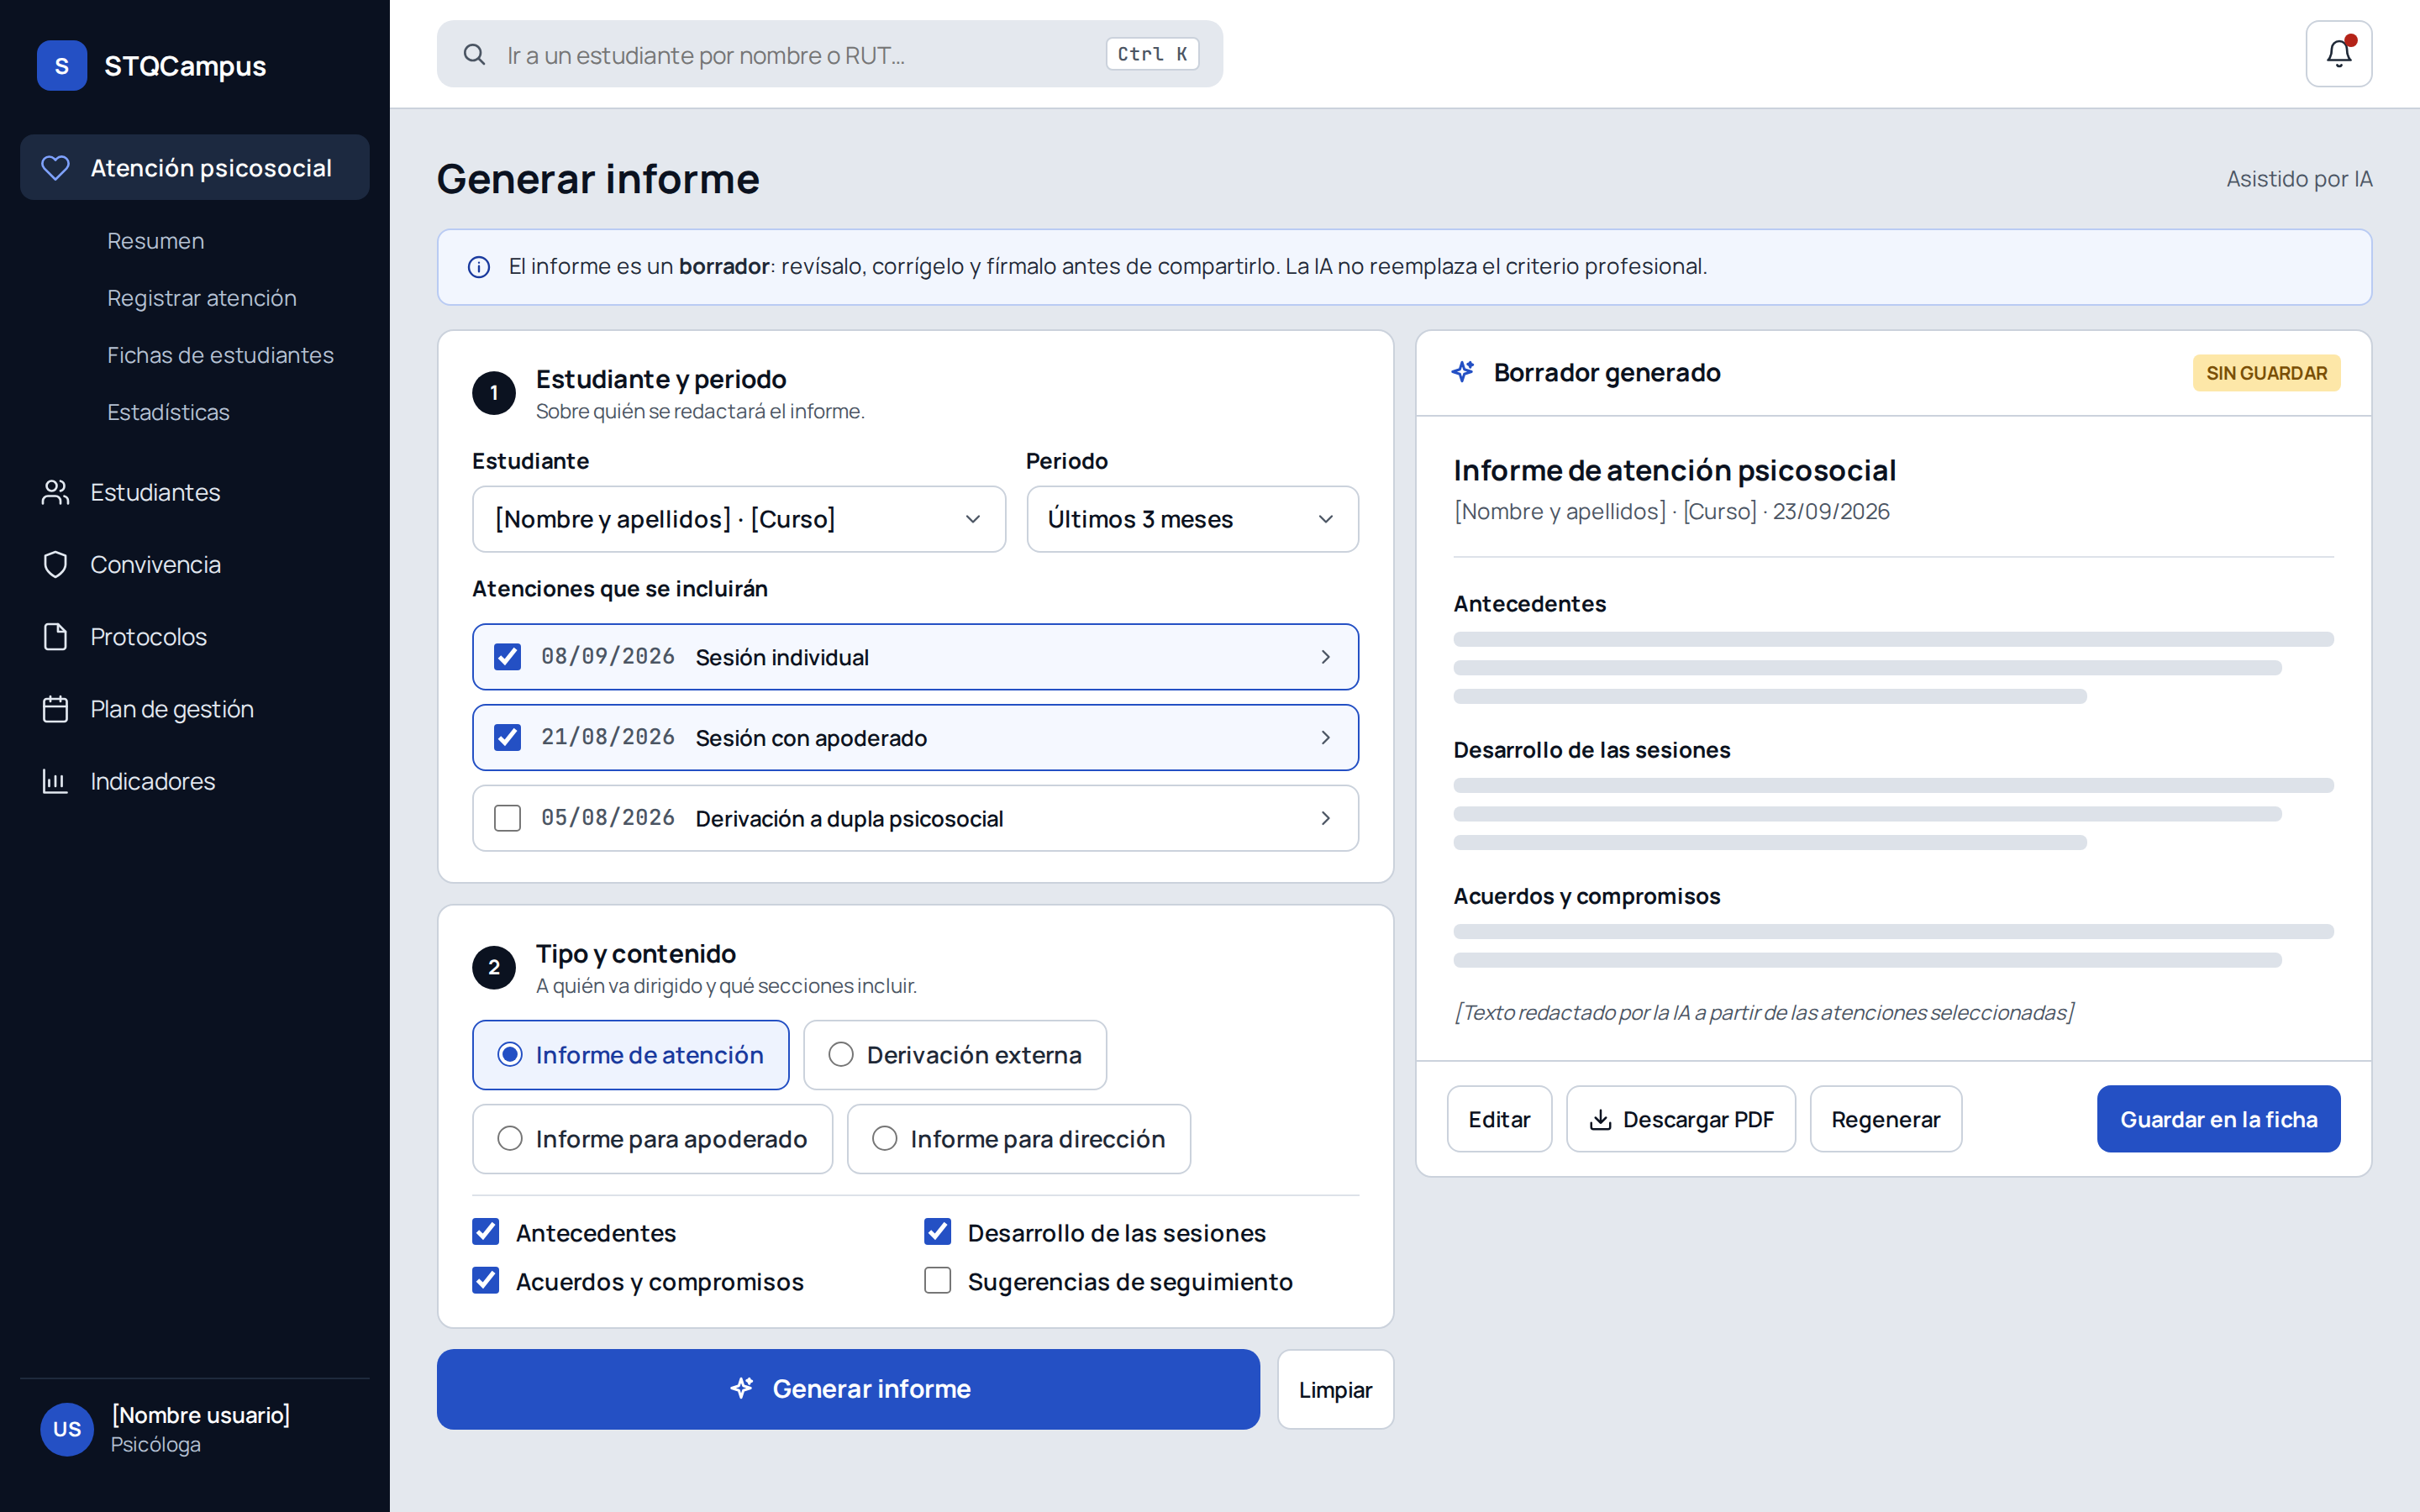 S STQCampus
Atención psicosocial
Resumen
Registrar atención
Fichas de estudiantes
Estadísticas
Estudiantes
Convivencia
Protocolos
Plan de gestión
Indicadores
US
[Nombre usuario]
Psicóloga
Ir a un estudiante por nombre o RUT...
Ctrl K
Generar informe
Asistido por IA
El informe es un borrador: revísalo, corrígelo y fírmalo antes de compartirlo. La IA no reemplaza el criterio profesional.
1
Estudiante y periodo
Sobre quién se redactará el informe.
Estudiante
[Nombre y apellidos] · [Curso]
Periodo
Últimos 3 meses
Atenciones que se incluirán
08/09/2026 Sesión individual
21/08/2026 Sesión con apoderado
05/08/2026 Derivación a dupla psicosocial
2
Tipo y contenido
A quién va dirigido y qué secciones incluir.
Informe de atención
Derivación externa
Informe para apoderado
Informe para dirección
Antecedentes
Desarrollo de las sesiones
Acuerdos y compromisos
Sugerencias de seguimiento
Generar informe
Limpiar
Borrador generado
SIN GUARDAR
Informe de atención psicosocial
[Nombre y apellidos] · [Curso] · 23/09/2026
Antecedentes
Desarrollo de las sesiones
Acuerdos y compromisos
[Texto redactado por la IA a partir de las atenciones seleccionadas]
Editar
Descargar PDF
Regenerar
Guardar en la ficha